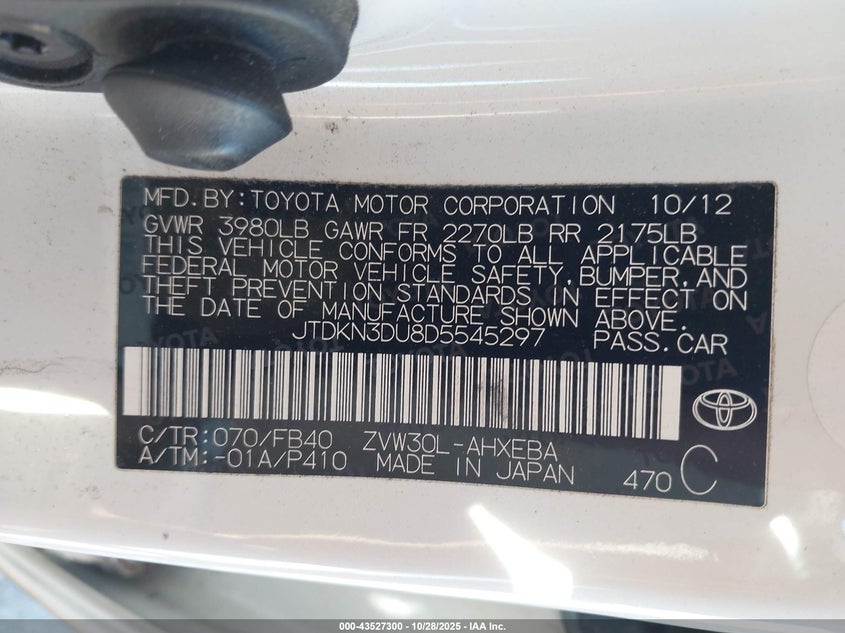 MFD. BY: TOYOTA MOTOR CORPORATION 10/12
GVWR 3980LB GAWR FR 2270LB RR 2175LB
THIS VEHICLE CONFORMS TO ALL APPLICABLE
FEDERAL MOTOR VEHICLE SAFETY, BUMPER, AND
THEFT PREVENTION STANDARDS IN EFFECT ON
THE DATE OF MANUFACTURE SHOWN ABOVE.
JTDKN3DU8D5545297 PASS. CAR
C/TR: 070/FB40 ZVW30L-AHXEBA
A/TM: -01A/P410 MADE IN JAPAN 470 C
000-43527300 - 10/28/2025 - IAA Inc.